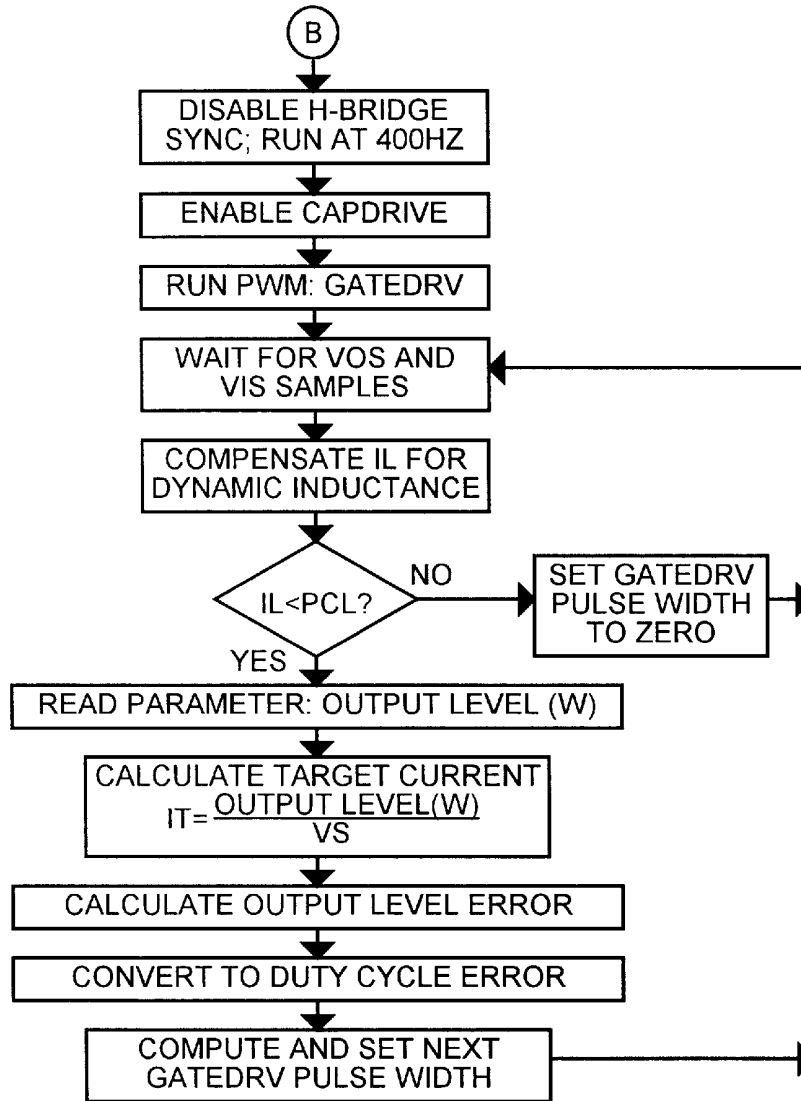 B
DISABLE H-BRIDGE
SYNC; RUN AT 400HZ
ENABLE CAPDRIVE
RUN PWM: GATEDRV
WAIT FOR VOS AND
VIS SAMPLES
COMPENSATE IL FOR
DYNAMIC INDUCTANCE
IL<PCL?
NO
SET GATEDRV
PULSE WIDTH
TO ZERO
YES
READ PARAMETER: OUTPUT LEVEL (W)
CALCULATE TARGET CURRENT
IT= OUTPUT LEVEL(W)
VS
CALCULATE OUTPUT LEVEL ERROR
CONVERT TO DUTY CYCLE ERROR
COMPUTE AND SET NEXT
GATEDRV PULSE WIDTH